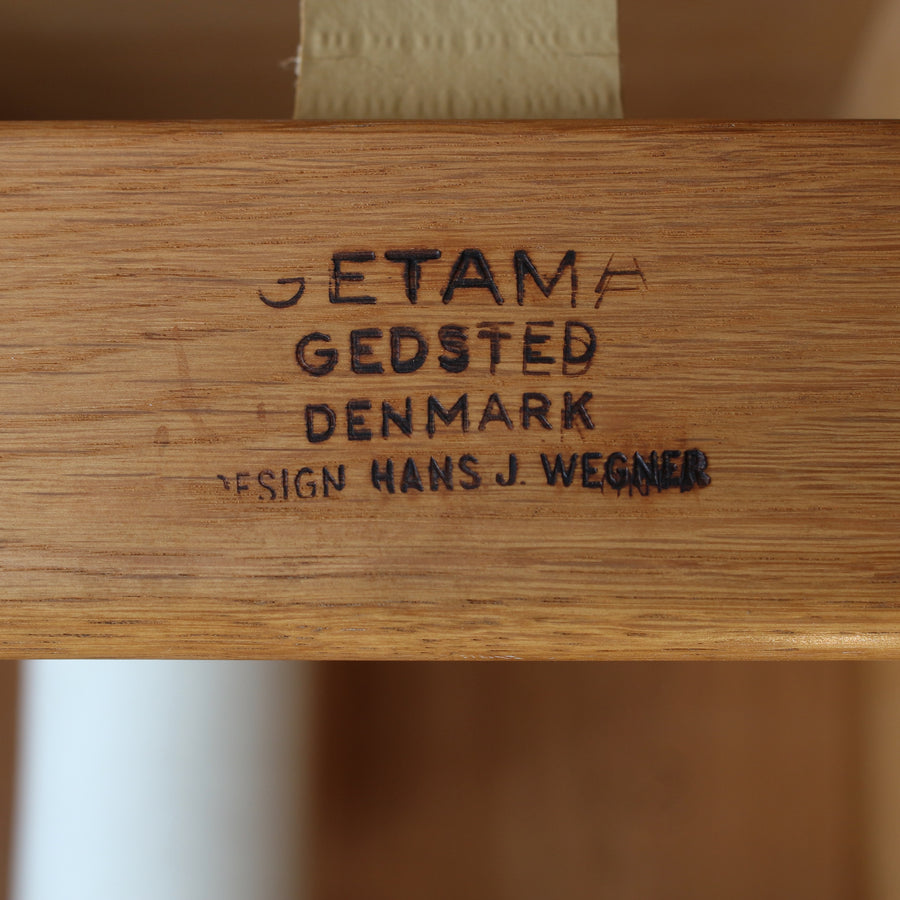 GETAMA
GEDSTED
DENMARK
DESIGN HANS J. WEGNER